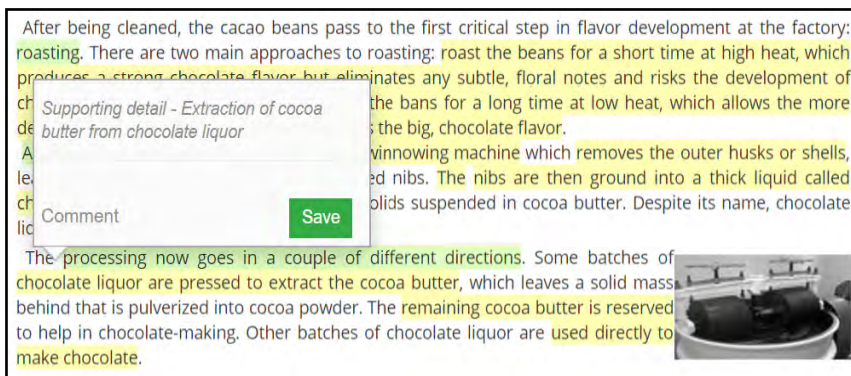 After being cleaned, the cacao beans pass to the first critical step in flavor development at the factory:
roasting. There are two main approaches to roasting: roast the beans for a short time at high heat, which
produces a strong chocolate flavor but eliminates any subtle, floral notes and risks the development of
ch the bans for a long time at low heat, which allows the more
de s the big, chocolate flavor.
A winnowing machine which removes the outer husks or shells,
lea ed nibs. The nibs are then ground into a thick liquid called
ch olids suspended in cocoa butter. Despite its name, chocolate
liq
Supporting detail - Extraction of cocoa
butter from chocolate liquor
Comment
Save
The processing now goes in a couple of different directions. Some batches of
chocolate liquor are pressed to extract the cocoa butter, which leaves a solid mass
behind that is pulverized into cocoa powder. The remaining cocoa butter is reserved
to help in chocolate-making. Other batches of chocolate liquor are used directly to
make chocolate.